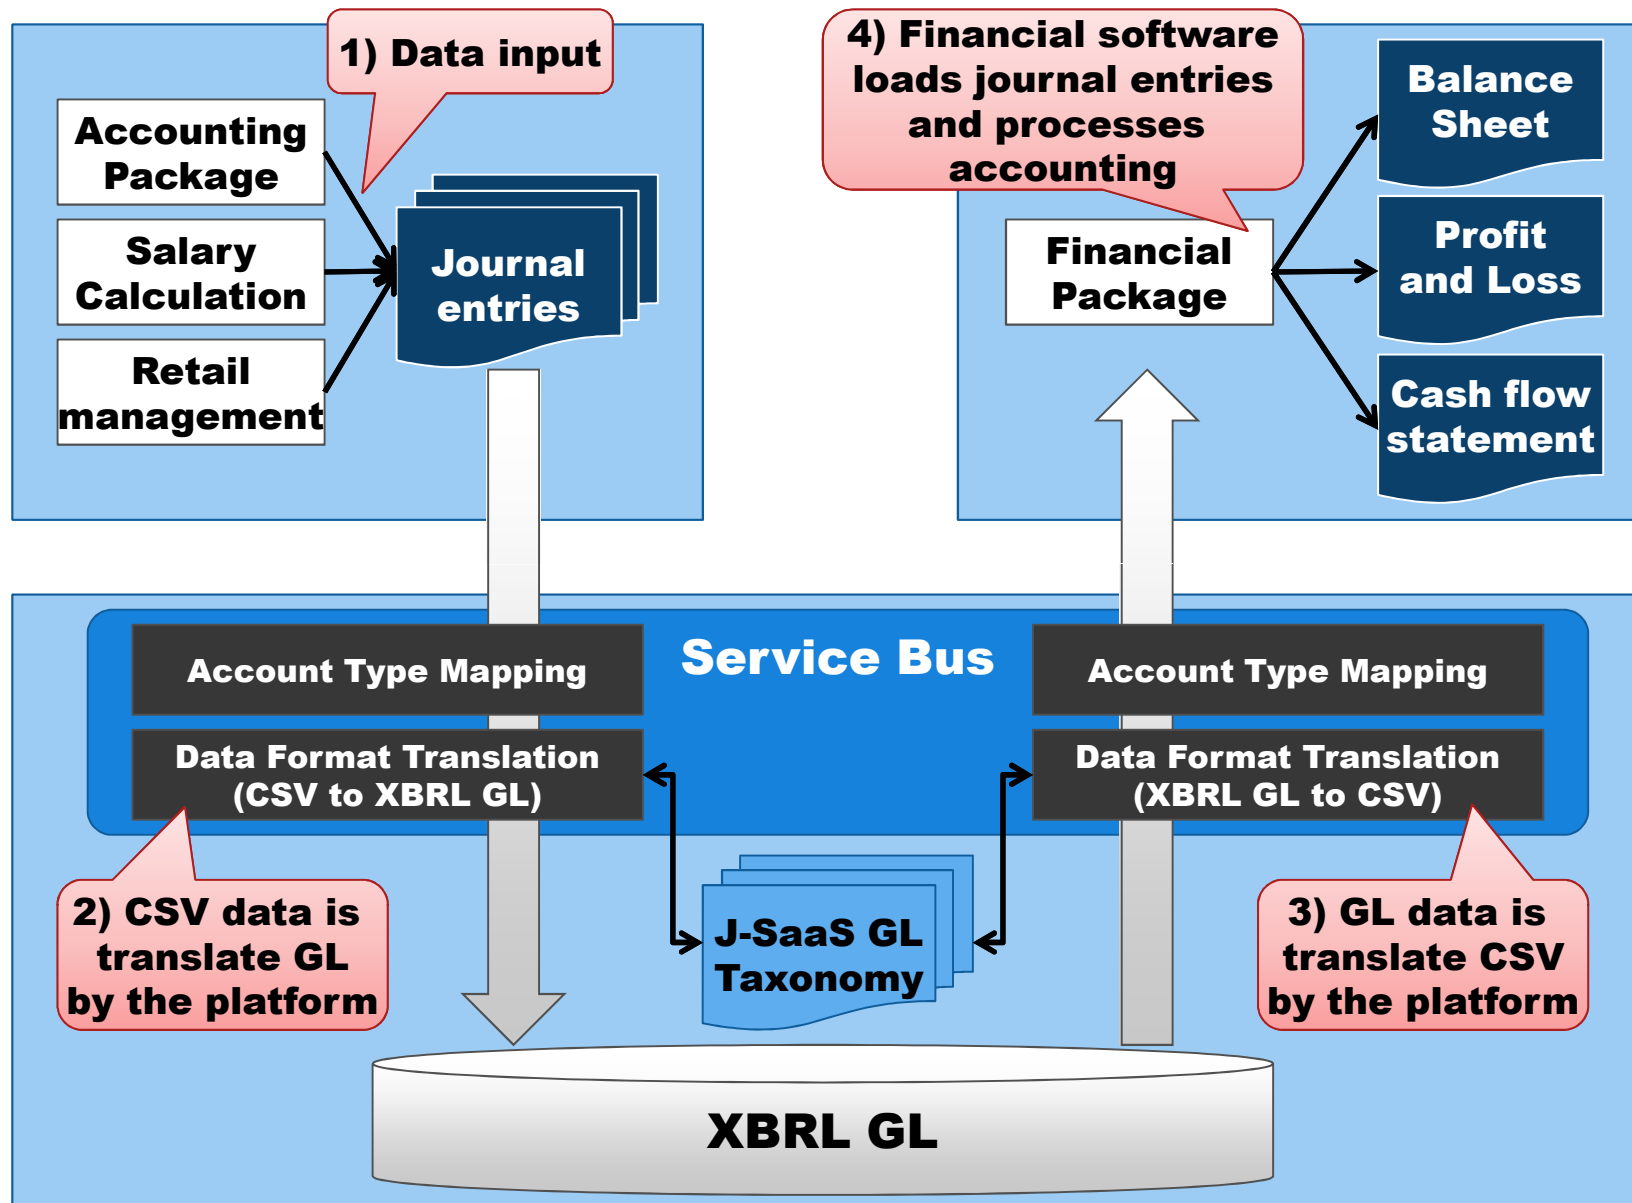 1) Data input
Accounting
Package
Salary
Calculation
Retail
management
Journal
entries
4) Financial software
loads journal entries
and processes
accounting
Financial
Package
Balance
Sheet
Profit
and Loss
Cash flow
statement
Service Bus
Account Type Mapping
Data Format Translation
(CSV to XBRL GL)
Account Type Mapping
Data Format Translation
(XBRL GL to CSV)
2) CSV data is
translate GL
by the platform
J-SaaS GL
Taxonomy
3) GL data is
translate CSV
by the platform
XBRL GL